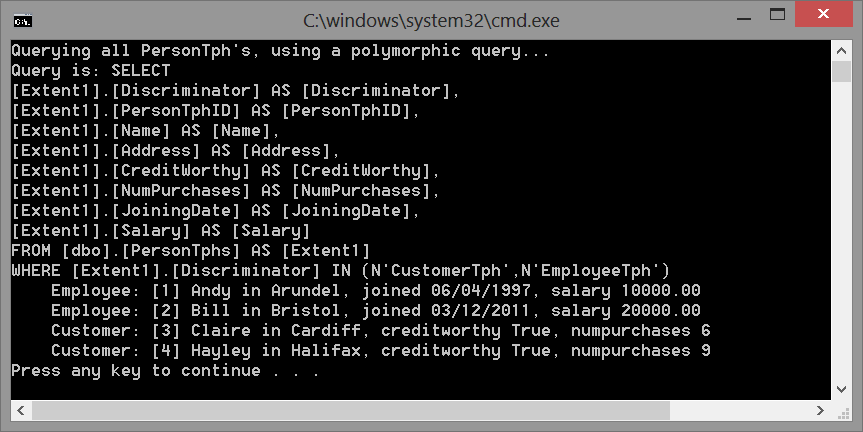 C:\windows\system32\cmd.exe
Querying all PersonTph's, using a polymorphic query...
Query is: SELECT
[Extent1].[Discriminator] AS [Discriminator],
[Extent1].[PersonTphID] AS [PersonTphID],
[Extent1].[Name] AS [Name],
[Extent1].[Address] AS [Address],
[Extent1].[CreditWorthy] AS [CreditWorthy],
[Extent1].[NumPurchases] AS [NumPurchases],
[Extent1].[JoiningDate] AS [JoiningDate],
[Extent1].[Salary] AS [Salary]
FROM [dbo].[PersonTphs] AS [Extent1]
WHERE [Extent1].[Discriminator] IN (N'CustomerTph',N'EmployeeTph')
    Employee: [1] Andy in Arundel, joined 06/04/1997, salary 10000.00
    Employee: [2] Bill in Bristol, joined 03/12/2011, salary 20000.00
    Customer: [3] Claire in Cardiff, creditworthy True, numpurchases 6
    Customer: [4] Hayley in Halifax, creditworthy True, numpurchases 9
Press any key to continue . . .